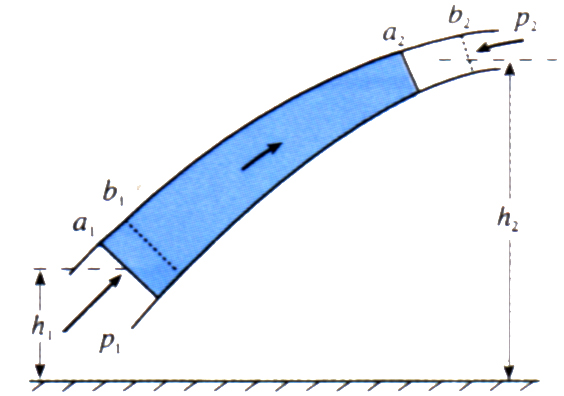 b₂
p₂
a₂
b₁
a₁
h₂
h₁
p₁